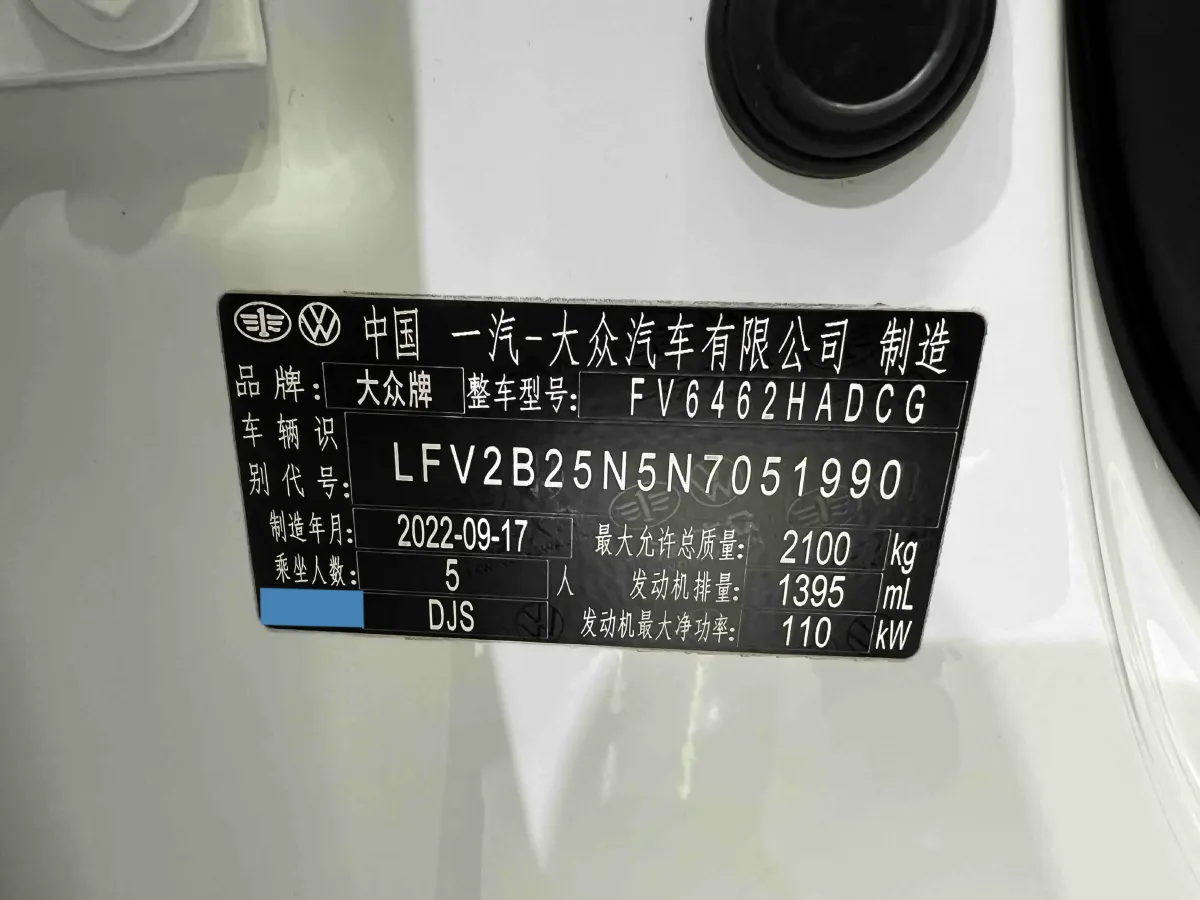 中国 一汽-大众汽车有限公司 制造
品牌: 大众牌 整车型号: FV6462HADCG
车辆识别代号: LFV2B25N5N7051990
制造年月: 2022-09-17 最大允许总质量: 2100 kg
乘坐人数: 5 人 发动机排量: 1395 mL
DJS 发动机最大净功率: 110 kW